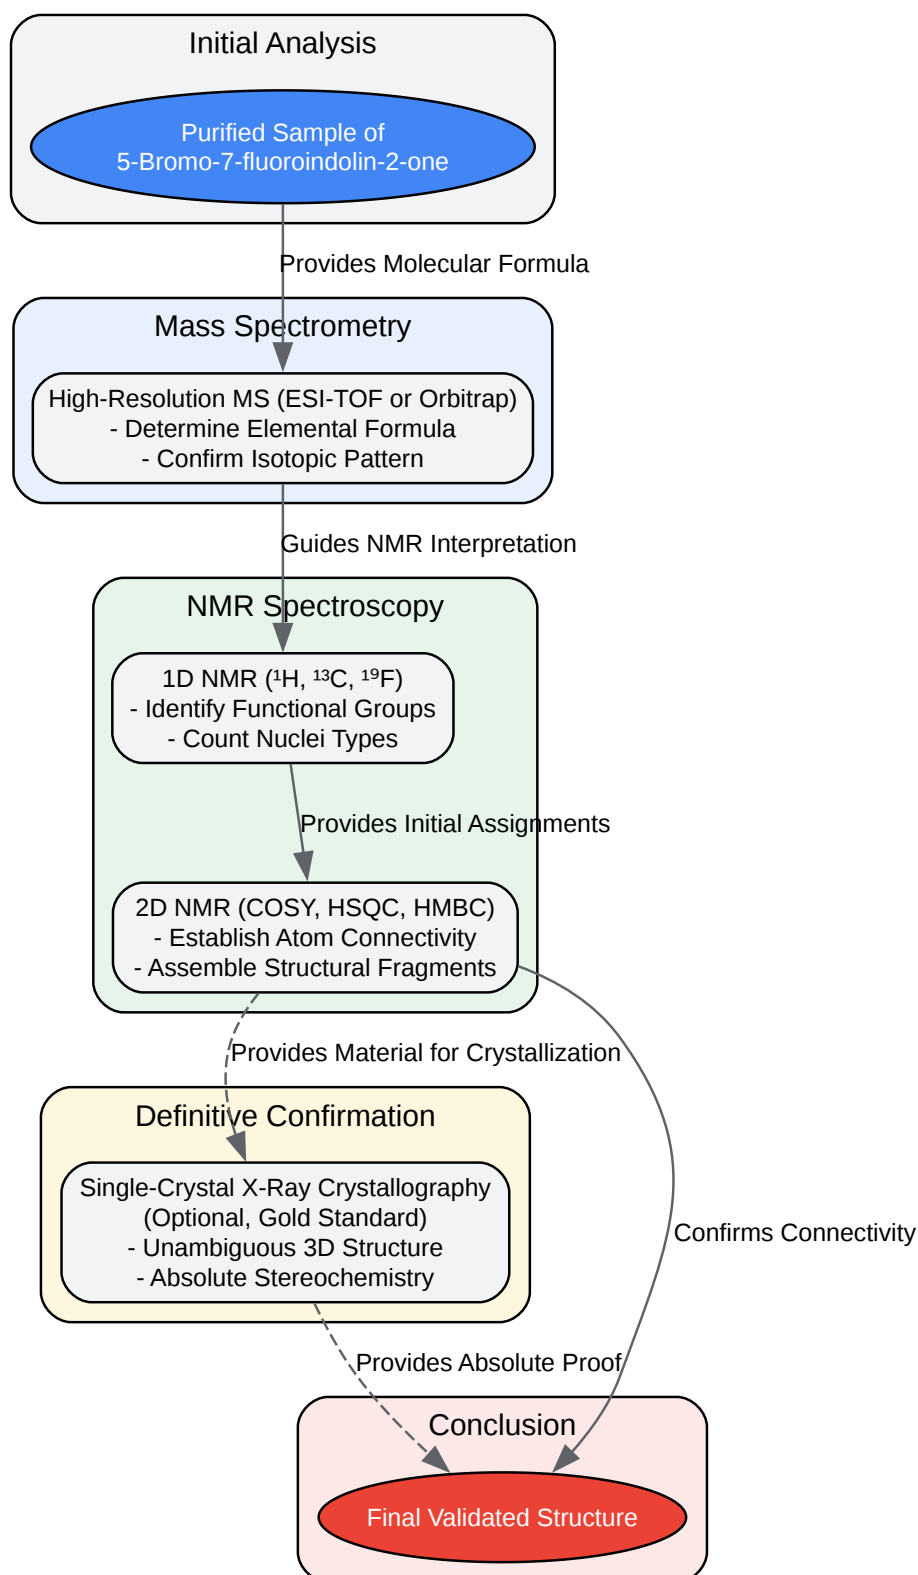 Initial Analysis
Purified Sample of
5-Bromo-7-fluoroindolin-2-one
Provides Molecular Formula
Mass Spectrometry
High-Resolution MS (ESI-TOF or Orbitrap)
- Determine Elemental Formula
- Confirm Isotopic Pattern
Guides NMR Interpretation
NMR Spectroscopy
1D NMR (¹H, ¹³C, ¹⁹F)
- Identify Functional Groups
- Count Nuclei Types
Provides Initial Assignments
2D NMR (COSY, HSQC, HMBC)
- Establish Atom Connectivity
- Assemble Structural Fragments
Provides Material for Crystallization
Definitive Confirmation
Single-Crystal X-Ray Crystallography
(Optional, Gold Standard)
- Unambiguous 3D Structure
- Absolute Stereochemistry
Confirms Connectivity
Provides Absolute Proof
Conclusion
Final Validated Structure